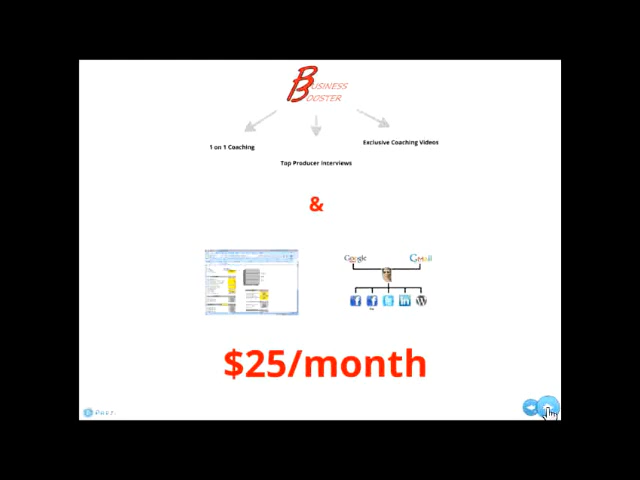 BUSINESS
BOOSTER
1 on 1 Coaching
Exclusive Coaching Videos
Top Producer Interviews
&
Google
GMail
$25/month